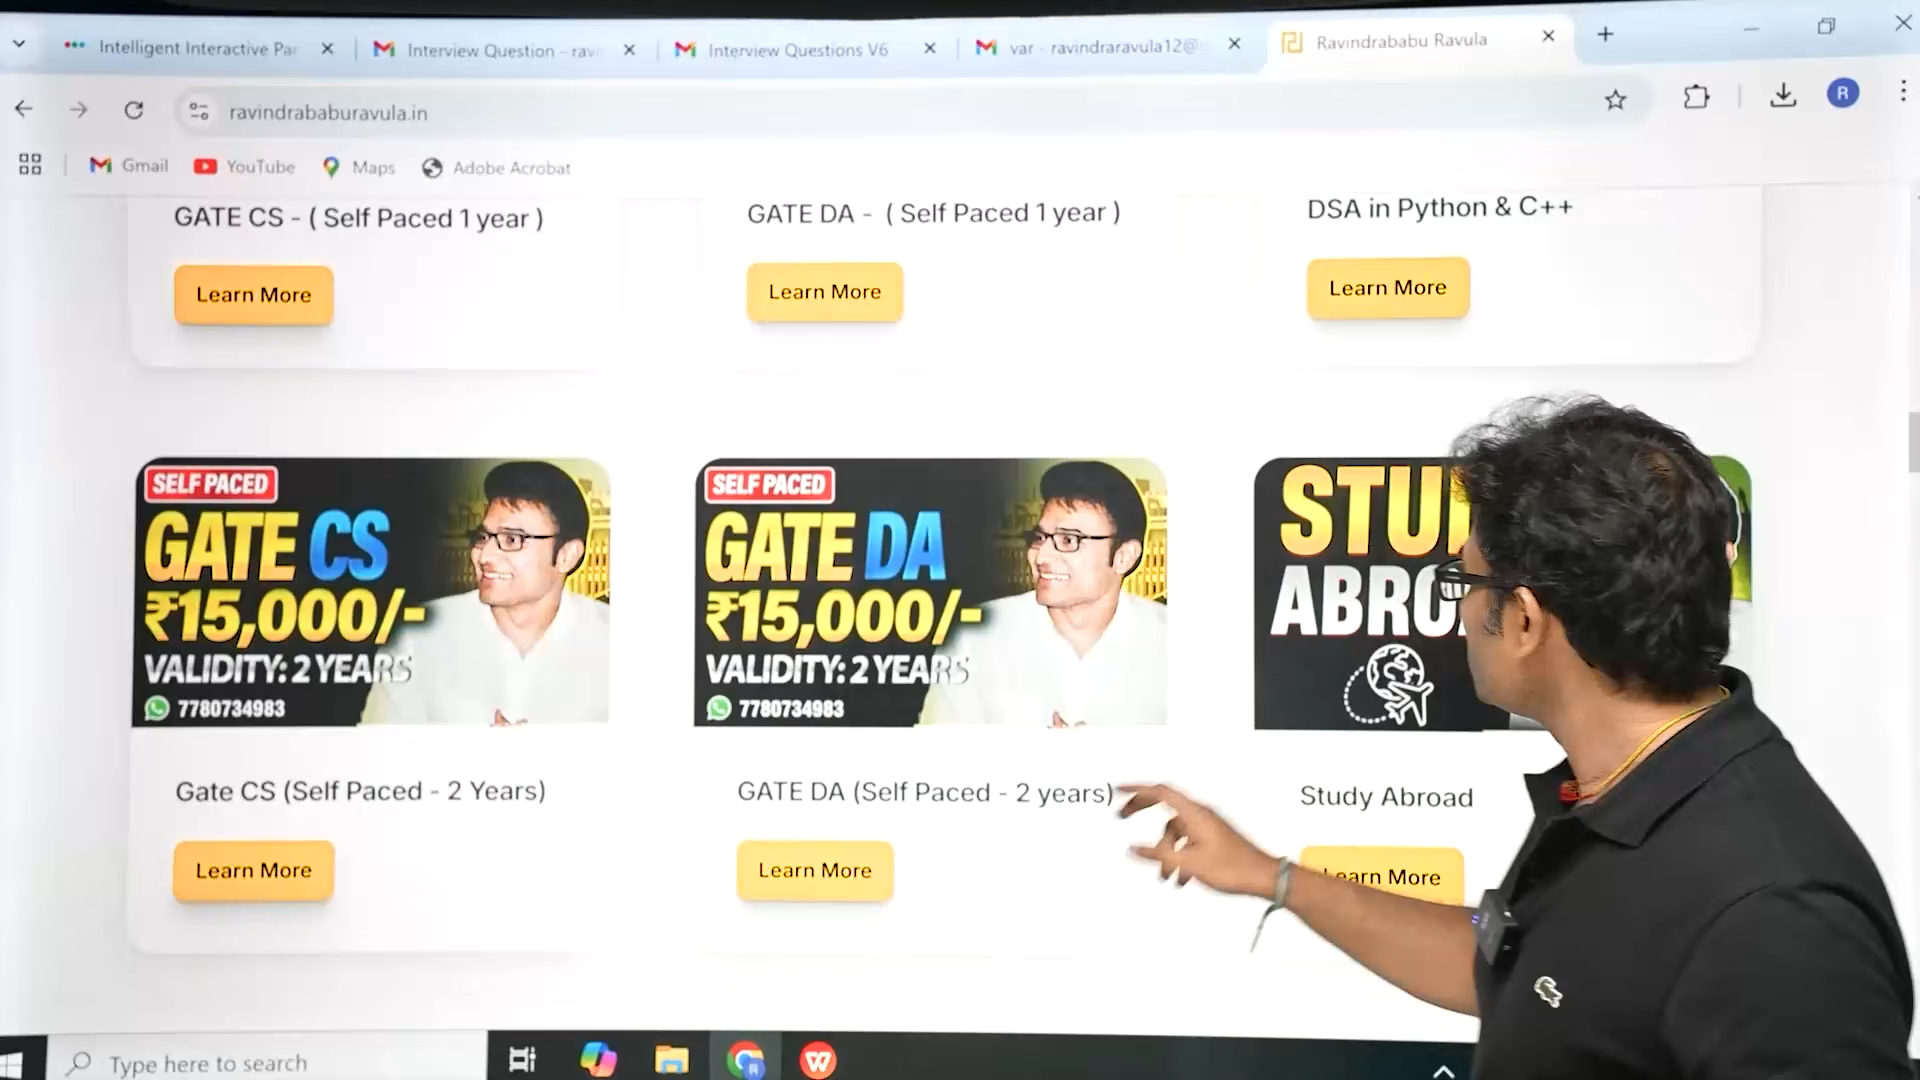 Intelligent Interactive Pa
Interview Question - ravi
Interview Questions V6
var - ravindraravula12@g
Ravindrababu Ravula
ravindrababuravula.in
R
Gmail
YouTube
Maps
Adobe Acrobat
GATE CS - ( Self Paced 1 year )
GATE DA - ( Self Paced 1 year )
DSA in Python & C++
Learn More
Learn More
Learn More
SELF PACED
GATE CS
₹15,000/-
VALIDITY: 2 YEARS
7780734983
SELF PACED
GATE DA
₹15,000/-
VALIDITY: 2 YEARS
7780734983
STU
ABRO
Gate CS (Self Paced - 2 Years)
GATE DA (Self Paced - 2 years)
Study Abroad
Learn More
Learn More
Learn More
Type here to search